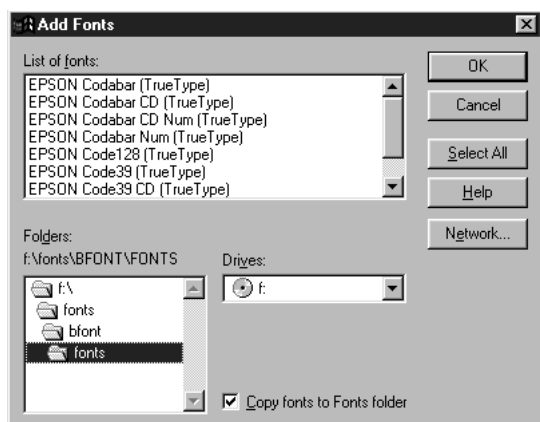 Add Fonts
List of fonts:
EPSON Codabar (TrueType)
EPSON Codabar CD (TrueType)
EPSON Codabar CD Num (TrueType)
EPSON Codabar Num (TrueType)
EPSON Code128 (TrueType)
EPSON Code39 (TrueType)
EPSON Code39 CD (TrueType)
OK
Cancel
Select All
Help
Network...
Folders:
f:\fonts\BFONT\FONTS
f:\
fonts
bfont
fonts
Drives:
f:
Copy fonts to Fonts folder